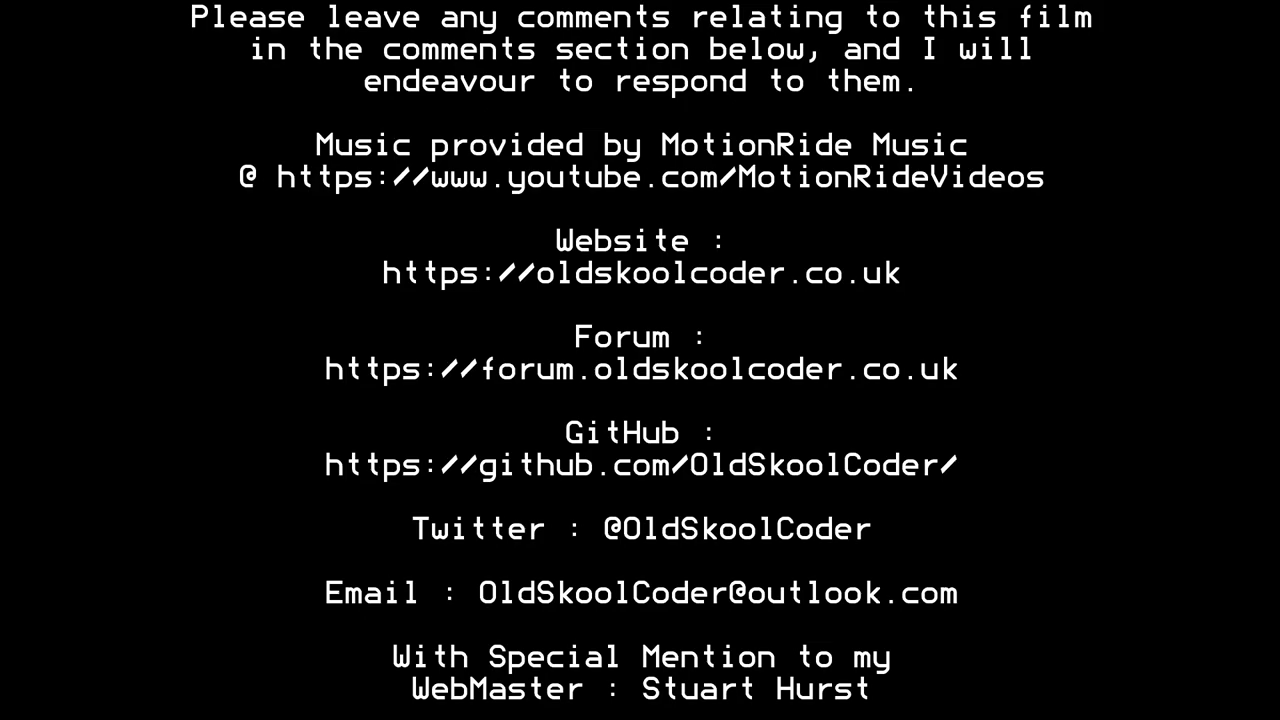 Please leave any comments relating to this film
in the comments section below, and I will
endeavour to respond to them.
Music provided by MotionRide Music
@ https://www.youtube.com/MotionRideVideos
Website :
https://oldskoolcoder.co.uk
Forum :
https://forum.oldskoolcoder.co.uk
GitHub :
https://github.com/OldSkoolCoder/
Twitter : @OldSkoolCoder
Email : OldSkoolCoder@outlook.com
With Special Mention to my
WebMaster : Stuart Hurst